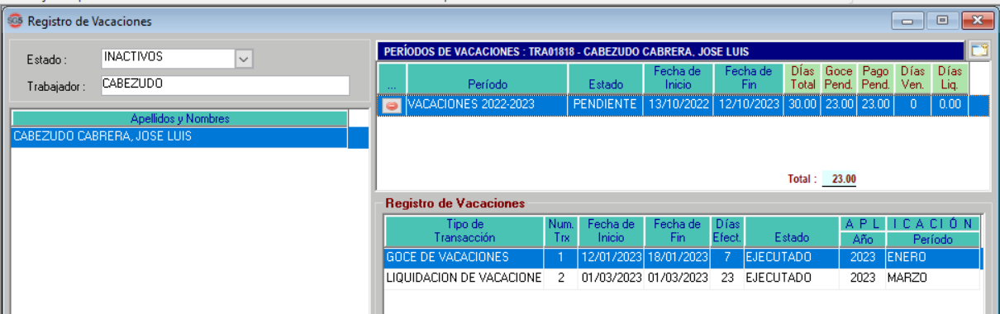 SG5 Registro de Vacaciones
Estado :
INACTIVOS
Trabajador :
CABEZUDO
Apellidos y Nombres
CABEZUDO CABRERA, JOSE LUIS
PERÍODOS DE VACACIONES : TRA01818 - CABEZUDO CABRERA, JOSE LUIS
... Período Estado Fecha de Inicio Fecha de Fin Días Total Goce Pend. Pago Pend. Días Ven. Días Liq.
VACACIONES 2022-2023 PENDIENTE 13/10/2022 12/10/2023 30.00 23.00 23.00 0 0.00
Total : 23.00
Registro de Vacaciones
Tipo de Transacción Num. Trx Fecha de Inicio Fecha de Fin Días Efect. Estado A P L I C A C I Ó N Año Período
GOCE DE VACACIONES 1 12/01/2023 18/01/2023 7 EJECUTADO 2023 ENERO
LIQUIDACION DE VACACIONE 2 01/03/2023 01/03/2023 23 EJECUTADO 2023 MARZO